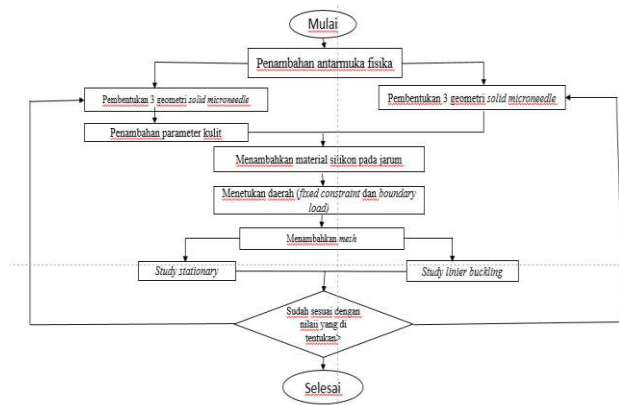 Mulai
Penambahan antarmuka fisika
Pembentukan 3 geometri solid microneedle
Pembentukan 3 geometri solid microneedle
Penambahan parameter kulit
Menambahkan material silikon pada jarum
Menetukan daerah (fixed constraint dan boundary
load)
Menambahkan mesh
Study stationary
Study linier buckling
Sudah sesuai dengan
nilaii yang di
tentukan>
Selesai